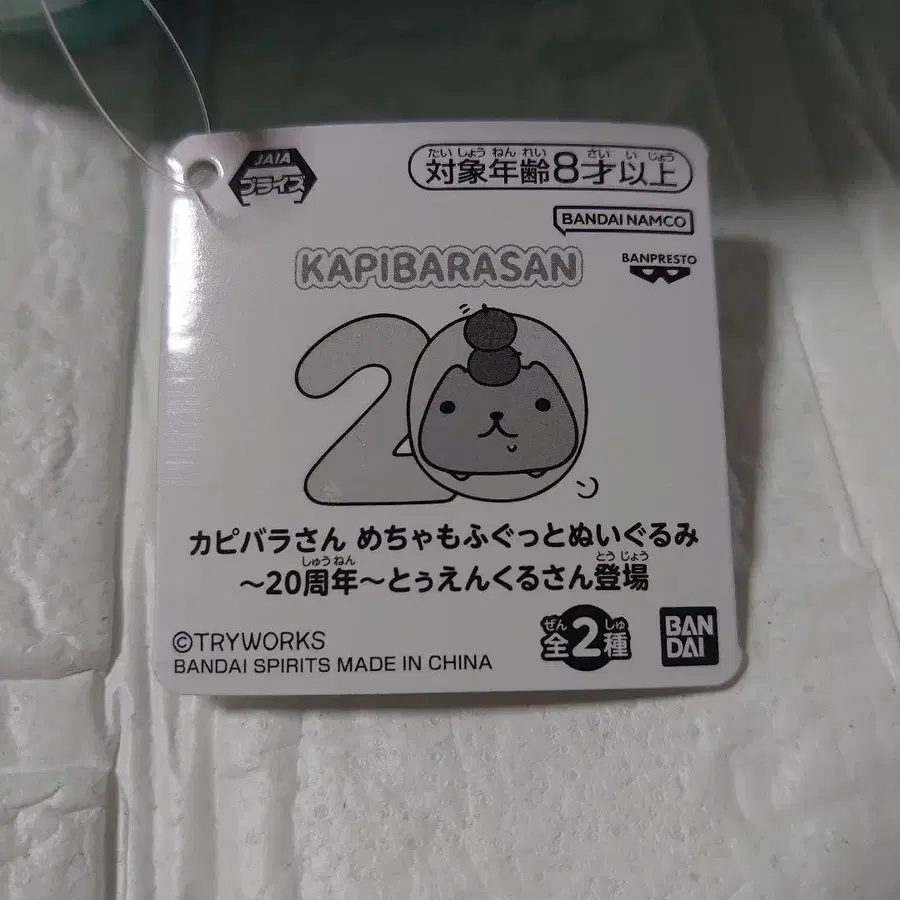 JAIA
プライズ
たいしょうねんれい さい い じょう
対象年齢8才以上
BANDAI NAMCO
KAPIBARASAN
BANPRESTO
20
カピバラさん めちゃもふぐっとぬいぐるみ
しゅうねん とうじょう
～20周年～とぅえんくるさん登場
©TRYWORKS
BANDAI SPIRITS MADE IN CHINA
ぜん しゅ
全2種
BAN
DAI